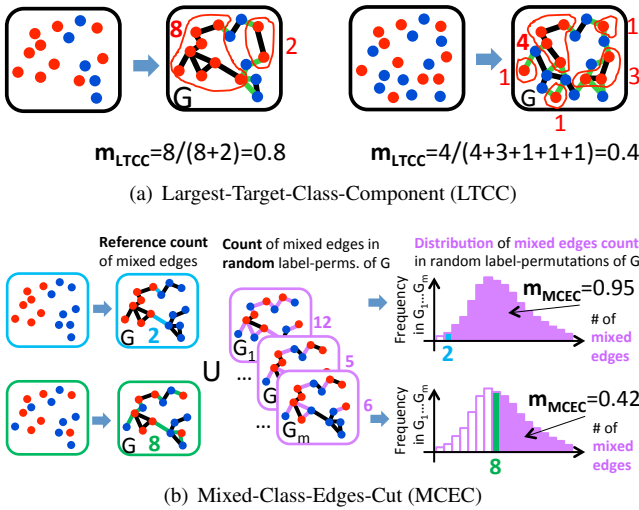 8
2
G
4
1
3
1
1
G
m_LTCC=8/(8+2)=0.8
m_LTCC=4/(4+3+1+1+1)=0.4
(a) Largest-Target-Class-Component (LTCC)
Reference count
of mixed edges
Count of mixed edges in
random label-perms. of G
Distribution of mixed edges count
in random label-permutations of G
G
2
G
8
U
G₁
12
...
G
5
...
Gₘ
6
Frequency
in G₁...Gₘ
m_MCEC=0.95
# of
mixed
edges
2
Frequency
in G₁...Gₘ
m_MCEC=0.42
# of
mixed
edges
8
(b) Mixed-Class-Edges-Cut (MCEC)